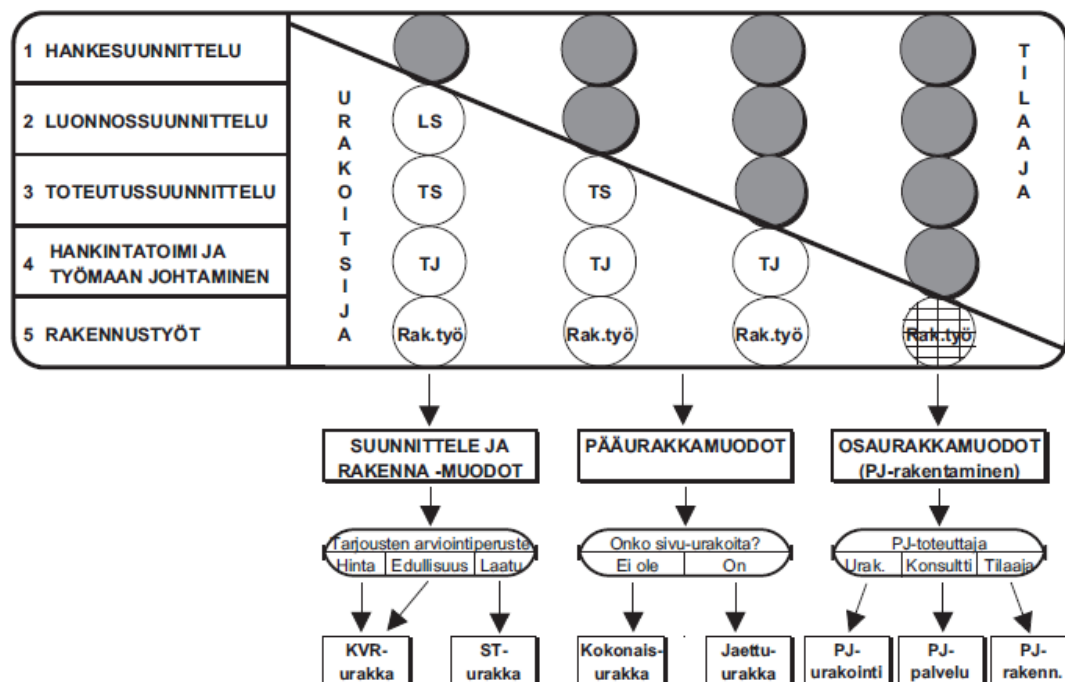 1 HANKESUUNNITTELU
2 LUONNOSSUUNNITTELU
3 TOTEUTUSSUUNNITTELU
4 HANKINTATOIMI JA
TYÖMAAN JOHTAMINEN
5 RAKENNUSTYÖT
URAKOITSIJA
TILAAJA
LS
TS
TS
TJ
TJ
TJ
Rak.työ
Rak.työ
Rak.työ
Rak.työ
SUUNNITTELE JA
RAKENNA -MUODOT
PÄÄURAKKAMUODOT
OSAURAKKAMUODOT
(PJ-rakentaminen)
Tarjousten arviointiperuste
Hinta Edullisuus Laatu
Onko sivu-urakoita?
Ei ole On
PJ-toteuttaja
Urak. Konsultti Tilaaja
KVR-
urakka
ST-
urakka
Kokonais-
urakka
Jaettu-
urakka
PJ-
urakointi
PJ-
palvelu
PJ-
rakenn.